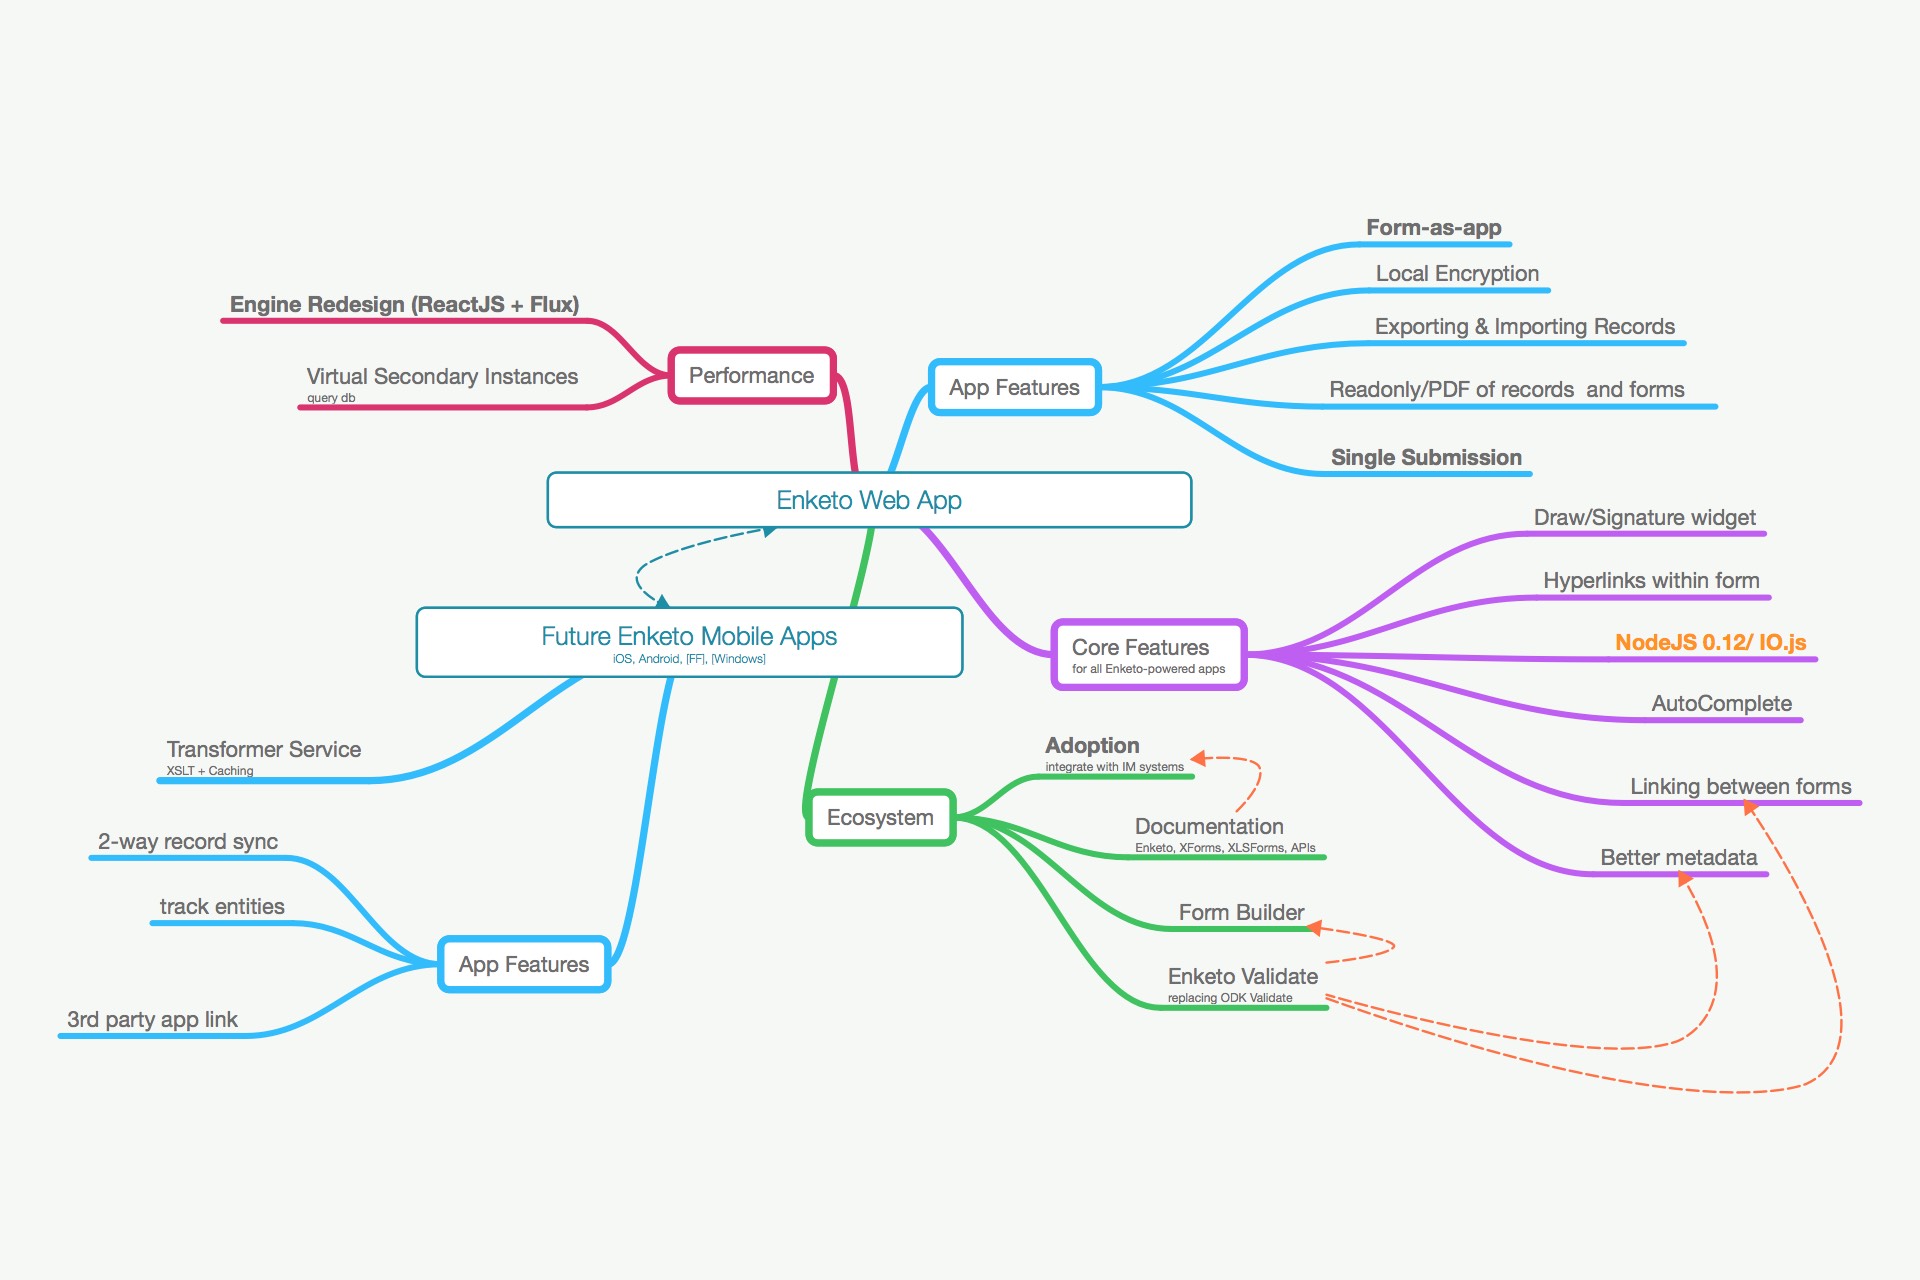 Form-as-app
Local Encryption
Engine Redesign (ReactJS + Flux)
Exporting & Importing Records
Virtual Secondary Instances
query db
Performance
App Features
Readonly/PDF of records  and forms
Single Submission
Enketo Web App
Draw/Signature widget
Hyperlinks within form
Future Enketo Mobile Apps
iOS, Android, [FF], [Windows]
Core Features
for all Enketo-powered apps
NodeJS 0.12/ IO.js
AutoComplete
Transformer Service
XSLT + Caching
Adoption
integrate with IM systems
Linking between forms
Ecosystem
Documentation
Enketo, XForms, XLSForms, APIs
2-way record sync
Better metadata
track entities
Form Builder
App Features
Enketo Validate
replacing ODK Validate
3rd party app link